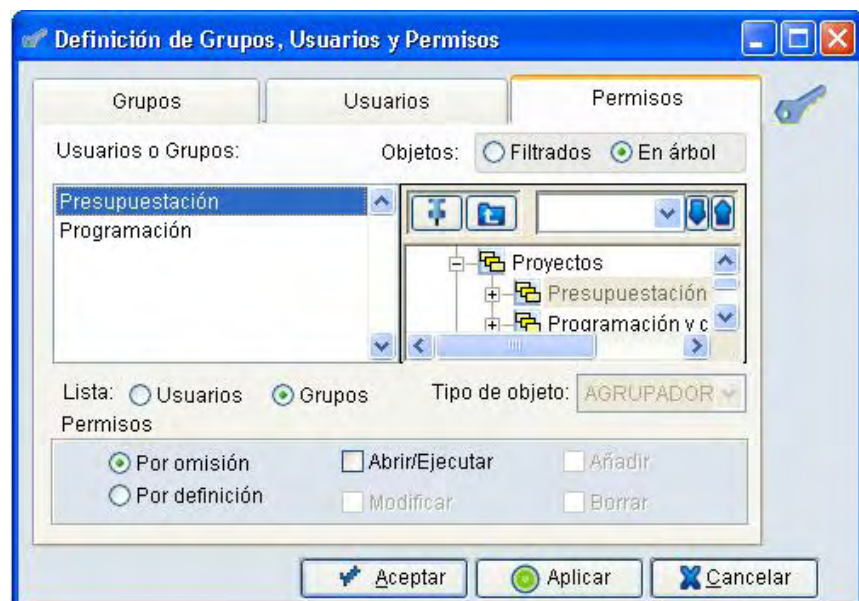 Definición de Grupos, Usuarios y Permisos
Grupos Usuarios Permisos
Usuarios o Grupos: Objetos: Filtrados En árbol
Presupuestación
Programación
Proyectos
Presupuestación
Programación y c
Lista: Usuarios Grupos Tipo de objeto: AGRUPADOR
Permisos
Por omisión Abrir/Ejecutar Añadir
Por definición Modificar Borrar
Aceptar Aplicar Cancelar